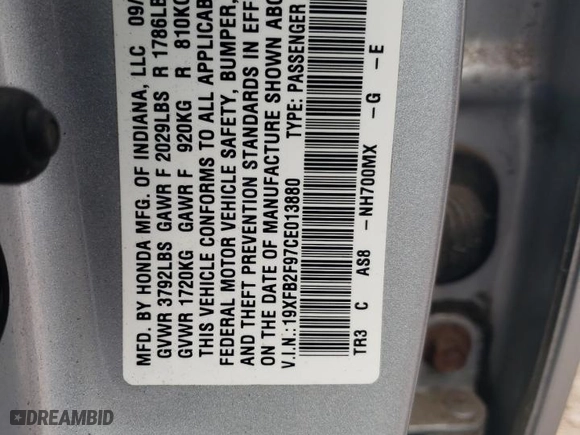 MFD. BY HONDA MFG. OF INDIANA, LLC 09/
GVWR 3792LBS GAWR F 2029LBS R 1786LB
GVWR 1720KG GAWR F 920KG R 810KG
THIS VEHICLE CONFORMS TO ALL APPLICAB
FEDERAL MOTOR VEHICLE SAFETY, BUMPER,
AND THEFT PREVENTION STANDARDS IN EFF
ON THE DATE OF MANUFACTURE SHOWN ABO
V.I.N.: 19XFB2F97CE013880 TYPE: PASSENGER
TR3 C AS8 -NH700MX -G -E
DREAMBID